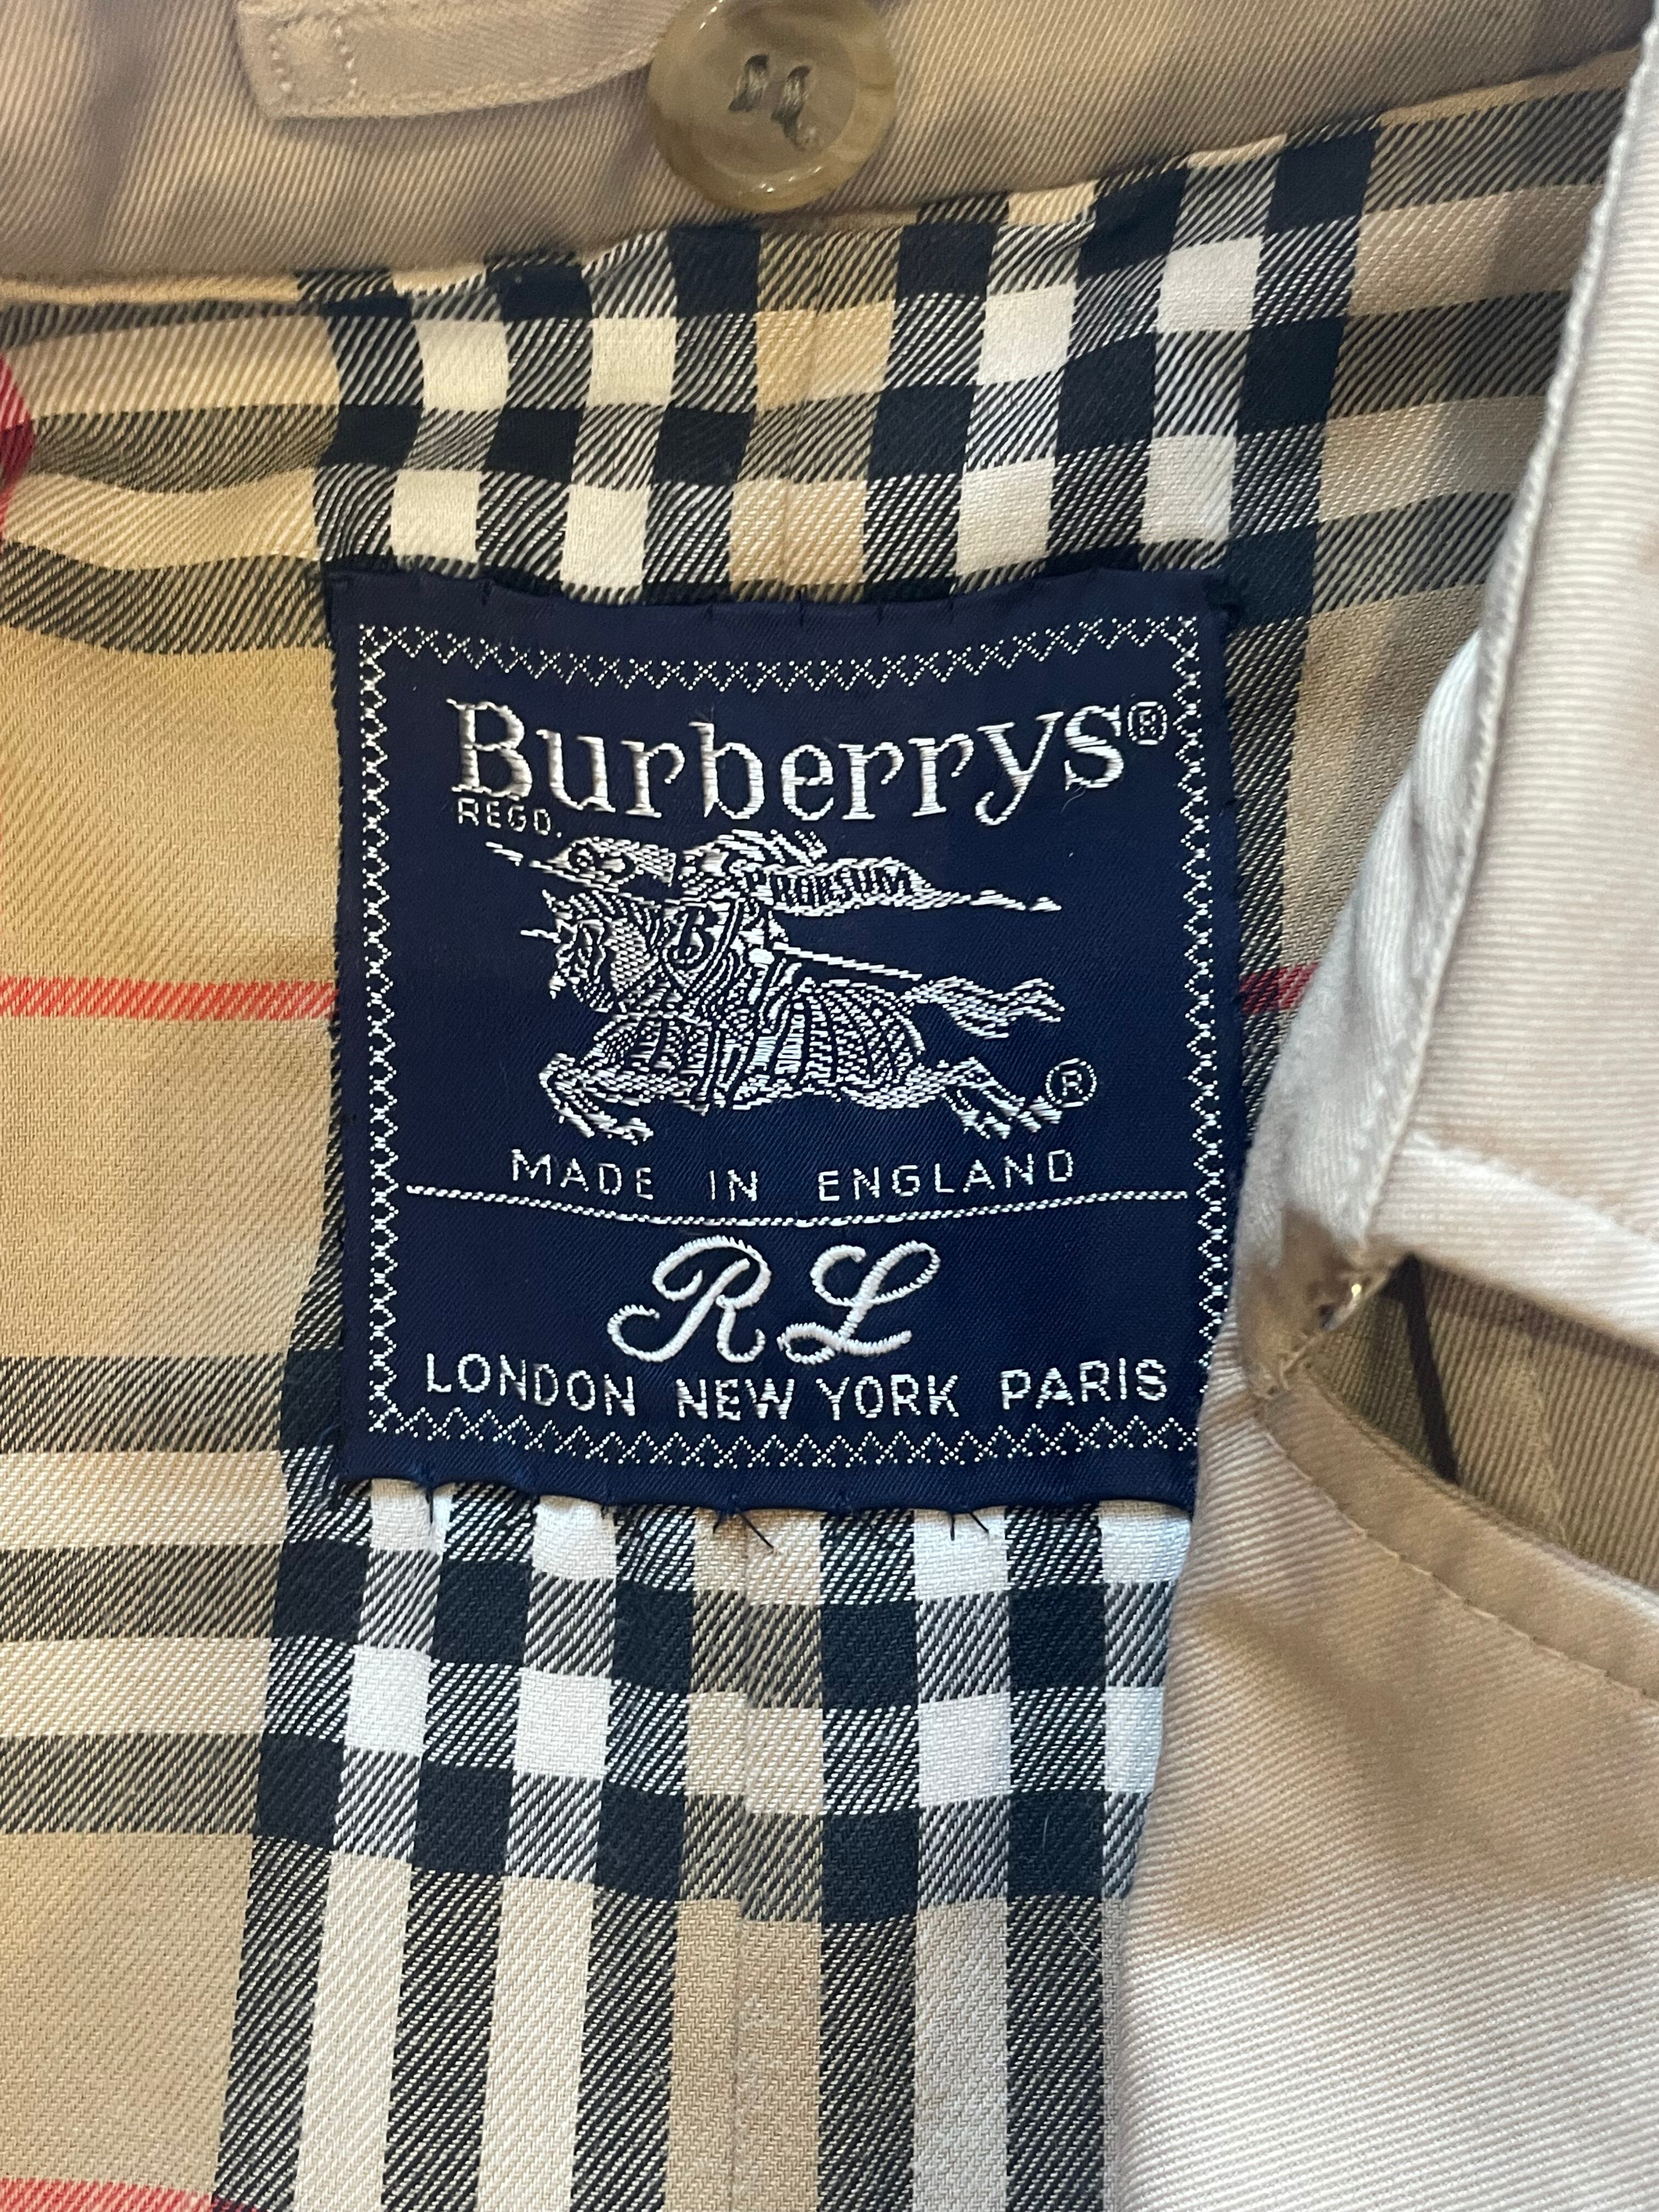 Burberrys®
REGD.
PRORSUM
B
®
MADE IN ENGLAND
RL
LONDON NEW YORK PARIS